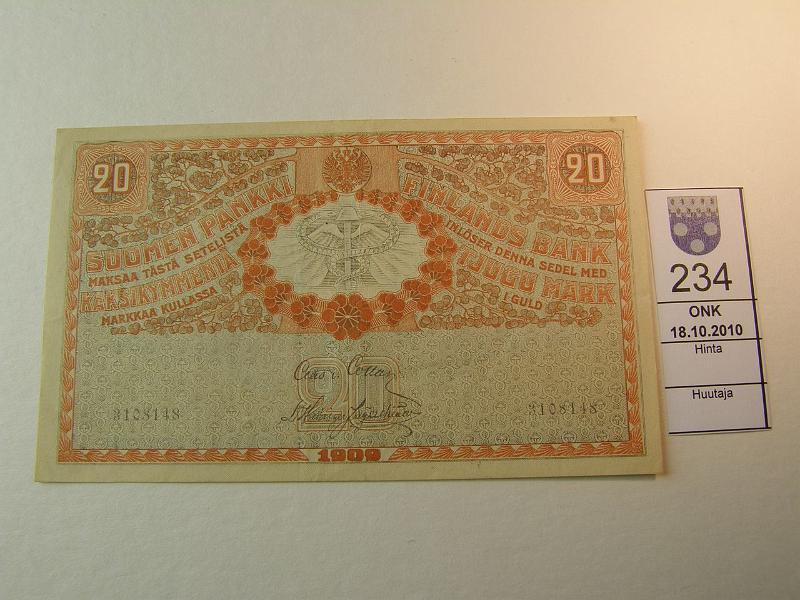 20
20
SUOMEN PANKKI
MAKSAA TÄSTÄ SETELISTÄ
KAKSIKYMMENTÄ
MARKKAA KULLASSA
FINLANDS BANK
INLÖSER DENNA SEDEL MED
TJUGU MARK
I GULD
20
3108148
3108148
1909
234
ONK
18.10.2010
Hinta
Huutaja